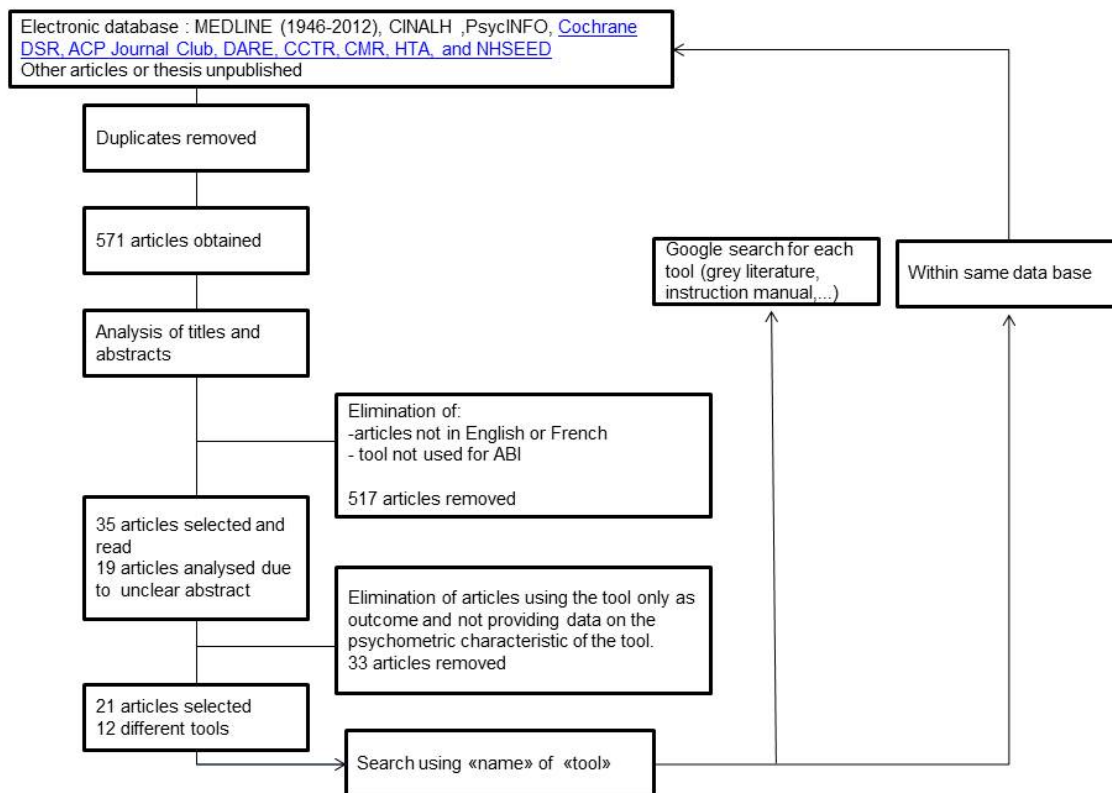 Electronic database : MEDLINE (1946-2012), CINALH ,PsycINFO, Cochrane
DSR, ACP Journal Club, DARE, CCTR, CMR, HTA, and NHSEED
Other articles or thesis unpublished
Duplicates removed
571 articles obtained
Google search for each
tool (grey literature,
instruction manual,...)
Within same data base
Analysis of titles and
abstracts
Elimination of:
-articles not in English or French
- tool not used for ABI
517 articles removed
35 articles selected and
read
19 articles analysed due
to unclear abstract
Elimination of articles using the tool only as
outcome and not providing data on the
psychometric characteristic of the tool.
33 articles removed
21 articles selected
12 different tools
Search using «name» of «tool»